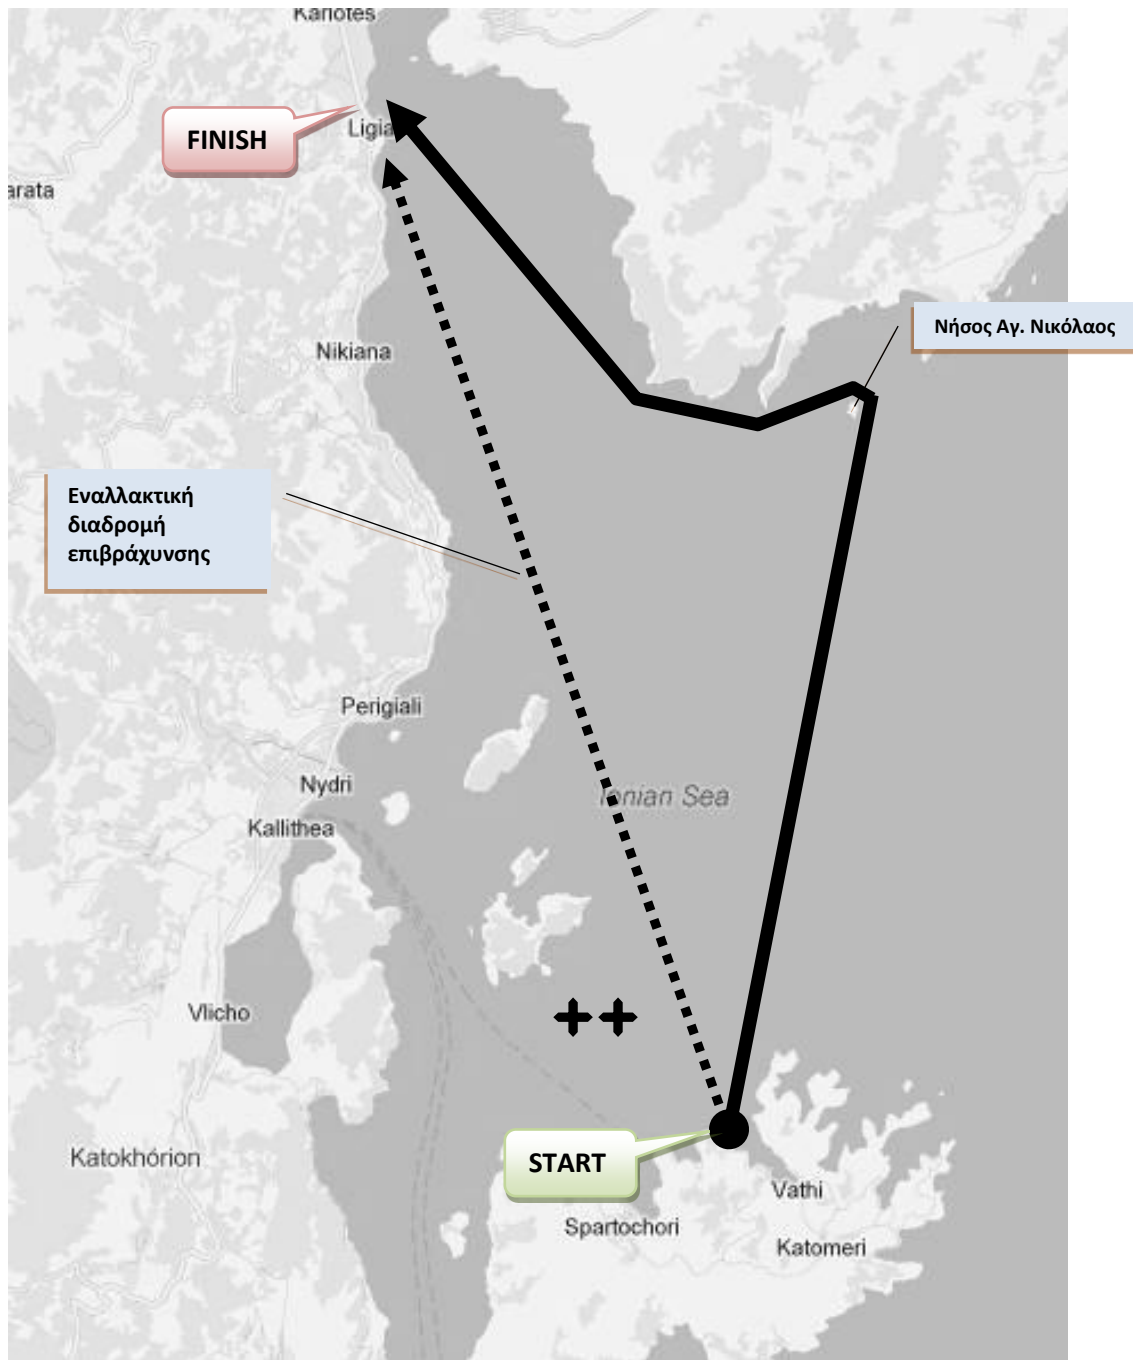 Kariotes
FINISH
Ligia
arata
Νήσος Αγ. Νικόλαος
Nikiana
Εναλλακτική
διαδρομή
επιβράχυνσης
Perigiali
Nydri
Ionian Sea
Kallithea
Vlicho
START
Katokhórion
Vathi
Spartochori
Katomeri